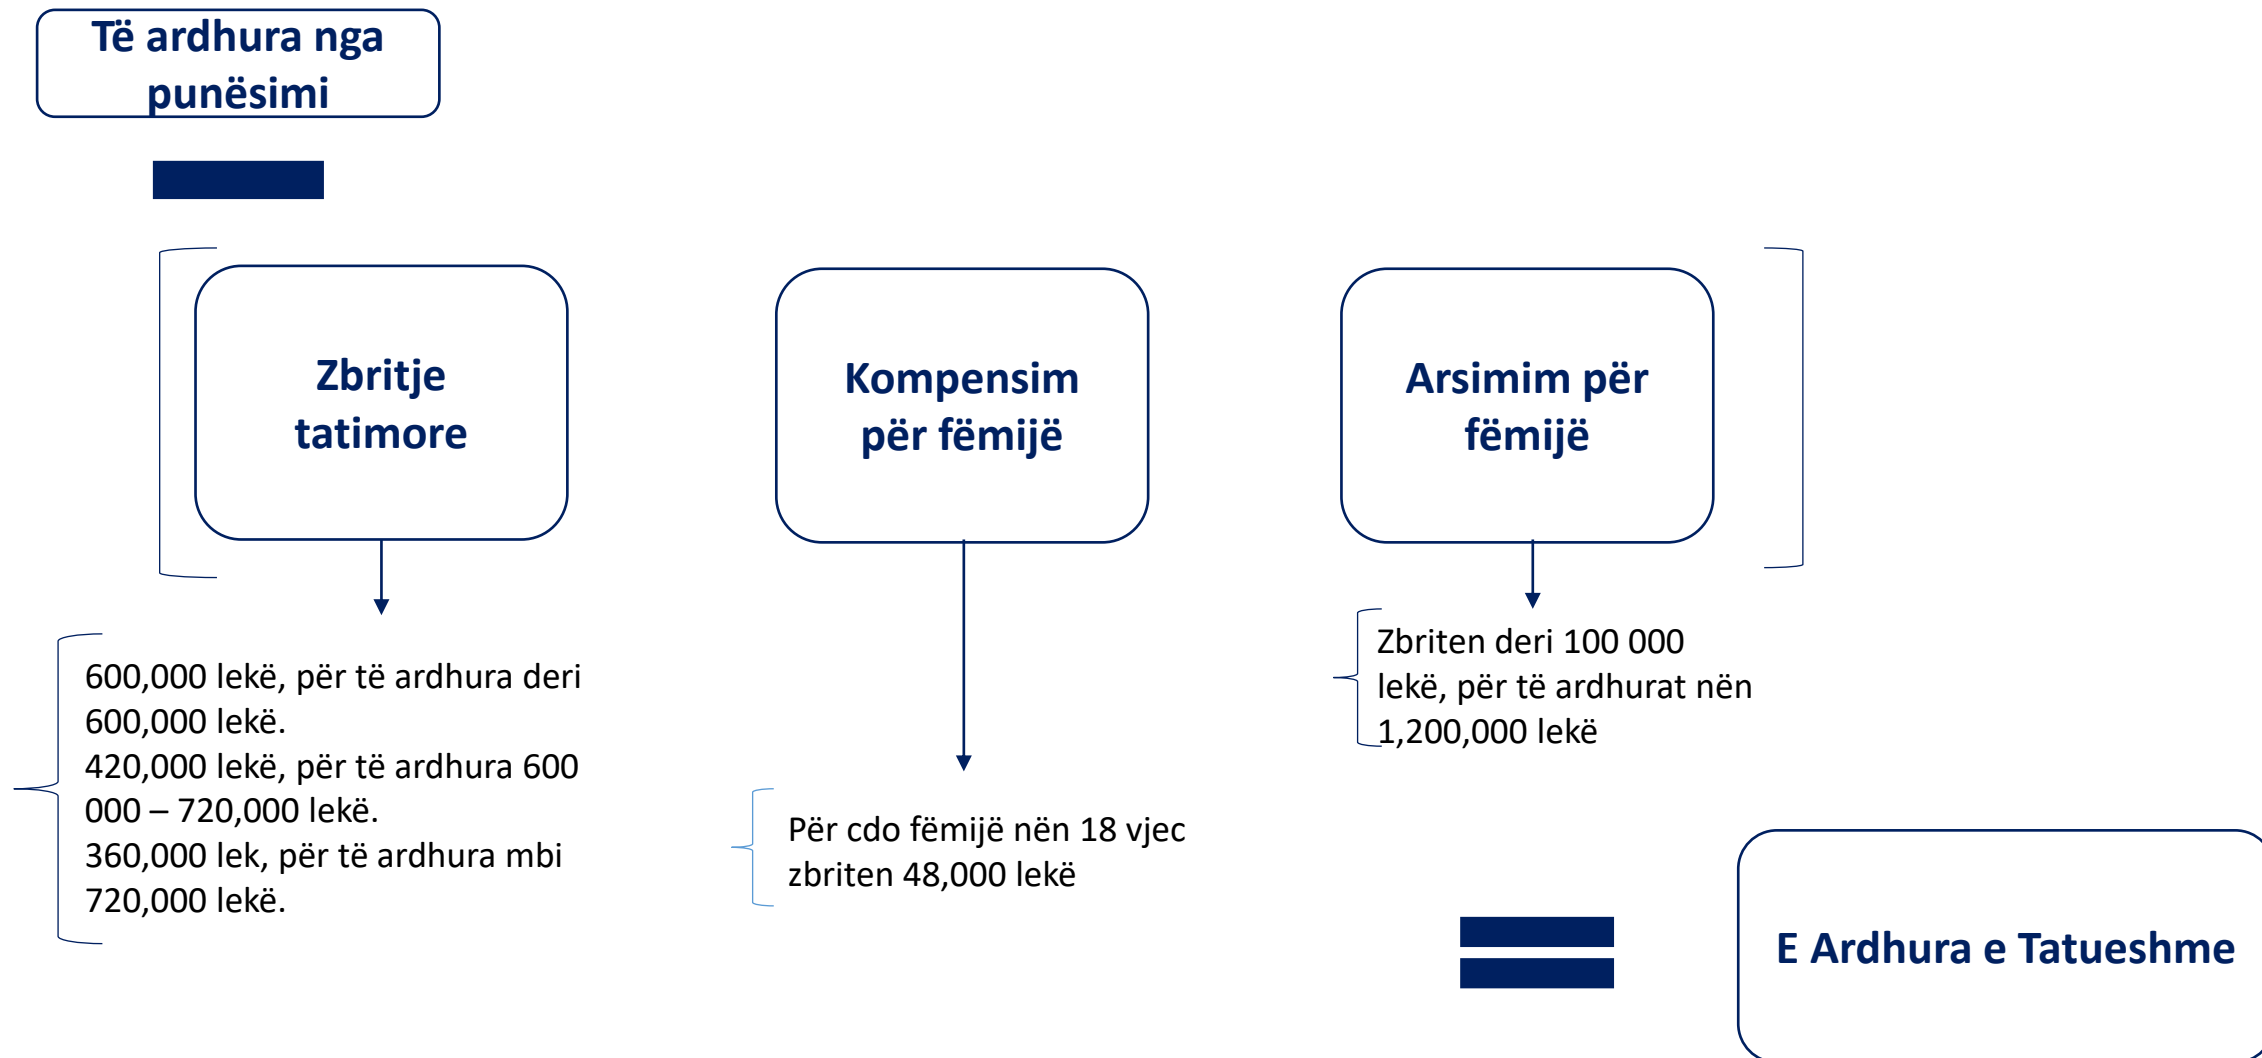 Të ardhura nga
punësimi
Zbritje
tatimore
Kompensim
për fëmijë
Arsimim për
fëmijë
600,000 lekë, për të ardhura deri
600,000 lekë.
420,000 lekë, për të ardhura 600
000 – 720,000 lekë.
360,000 lek, për të ardhura mbi
720,000 lekë.
Për cdo fëmijë nën 18 vjec
zbriten 48,000 lekë
Zbriten deri 100 000
lekë, për të ardhurat nën
1,200,000 lekë
E Ardhura e Tatueshme